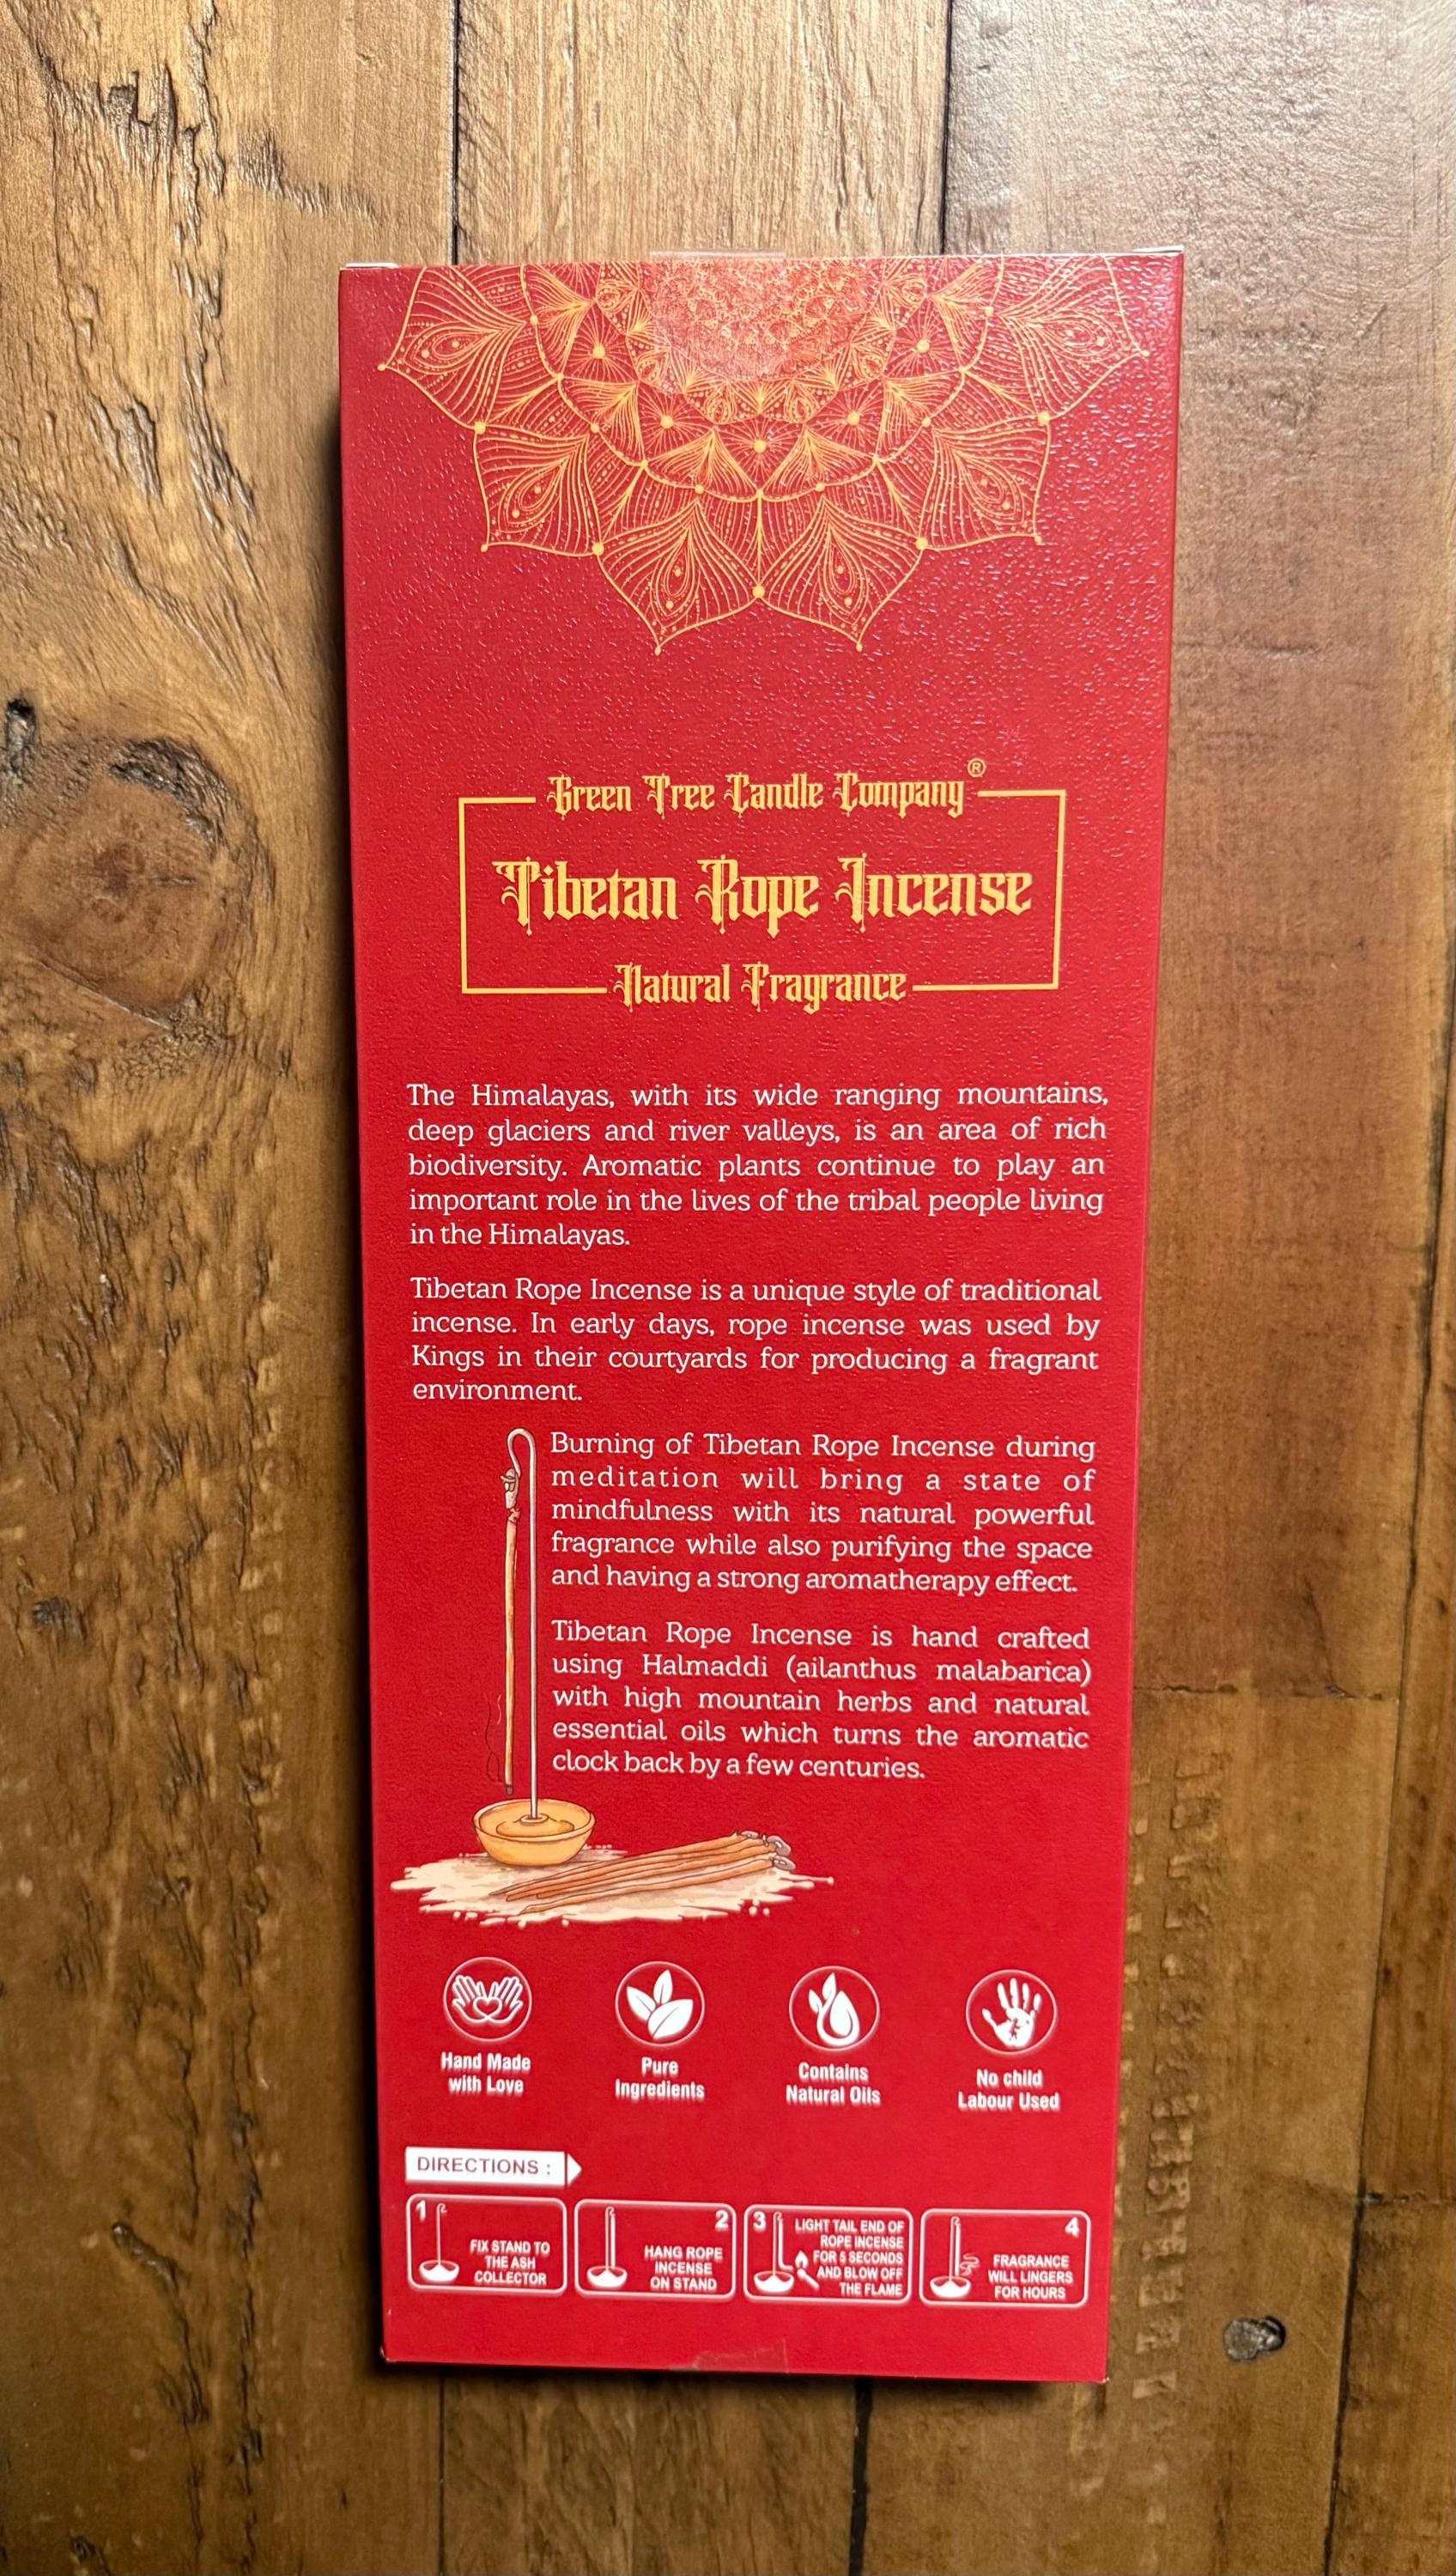 Green Tree Candle Company®
Tibetan Rope Incense
Natural Fragrance
The Himalayas, with its wide ranging mountains,
deep glaciers and river valleys, is an area of rich
biodiversity. Aromatic plants continue to play an
important role in the lives of the tribal people living
in the Himalayas.
Tibetan Rope Incense is a unique style of traditional
incense. In early days, rope incense was used by
Kings in their courtyards for producing a fragrant
environment.
Burning of Tibetan Rope Incense during
meditation will bring a state of
mindfulness with its natural powerful
fragrance while also purifying the space
and having a strong aromatherapy effect.
Tibetan Rope Incense is hand crafted
using Halmaddi (ailanthus malabarica)
with high mountain herbs and natural
essential oils which turns the aromatic
clock back by a few centuries.
Hand Made
with Love
Pure
Ingredients
Contains
Natural Oils
No child
Labour Used
DIRECTIONS :
1
FIX STAND TO
THE ASH
COLLECTOR
2
HANG ROPE
INCENSE
ON STAND
3
LIGHT TAIL END OF
ROPE INCENSE
FOR 5 SECONDS
AND BLOW OFF
THE FLAME
4
FRAGRANCE
WILL LINGERS
FOR HOURS